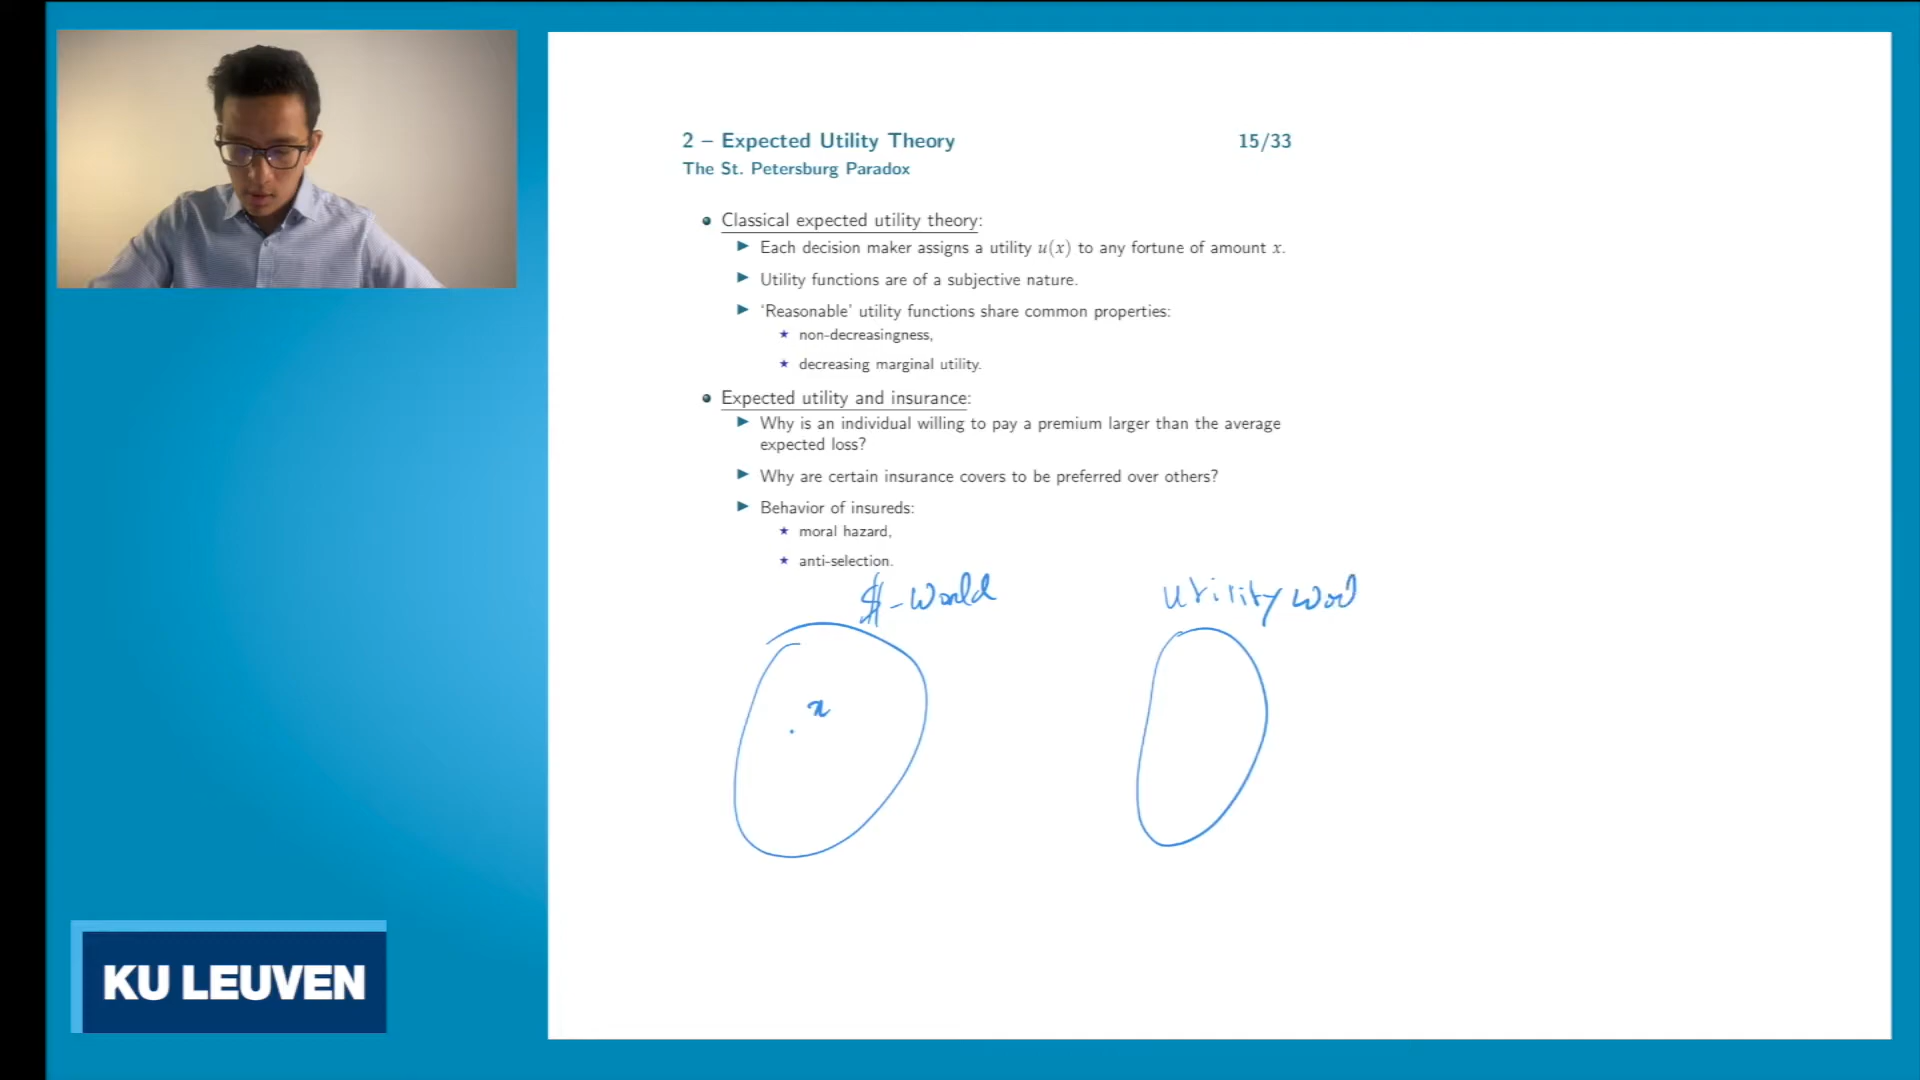 2 – Expected Utility Theory 15/33
The St. Petersburg Paradox
Classical expected utility theory:
Each decision maker assigns a utility u(x) to any fortune of amount x.
Utility functions are of a subjective nature.
‘Reasonable’ utility functions share common properties:
non-decreasingness,
decreasing marginal utility.
Expected utility and insurance:
Why is an individual willing to pay a premium larger than the average
expected loss?
Why are certain insurance covers to be preferred over others?
Behavior of insureds:
moral hazard,
anti-selection.
$-World utility
x
KU LEUVEN